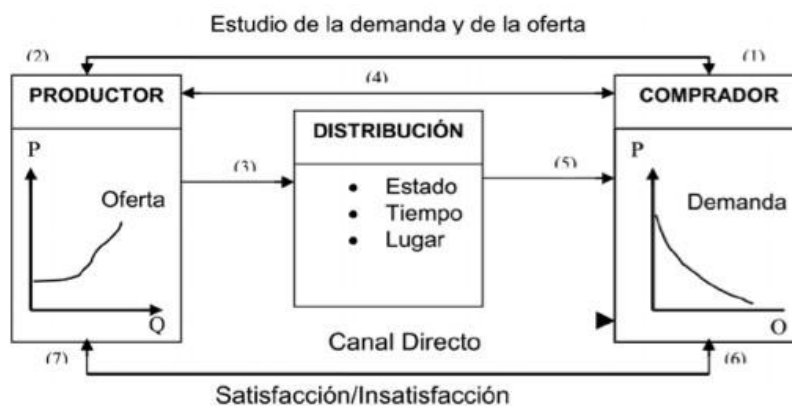 Estudio de la demanda y de la oferta
(2)
(1)
(4)
PRODUCTOR
COMPRADOR
DISTRIBUCIÓN
P
Oferta
Q
(3)
• Estado
• Tiempo
• Lugar
(5)
P
Demanda
O
Canal Directo
(7)
(6)
Satisfacción/Insatisfacción